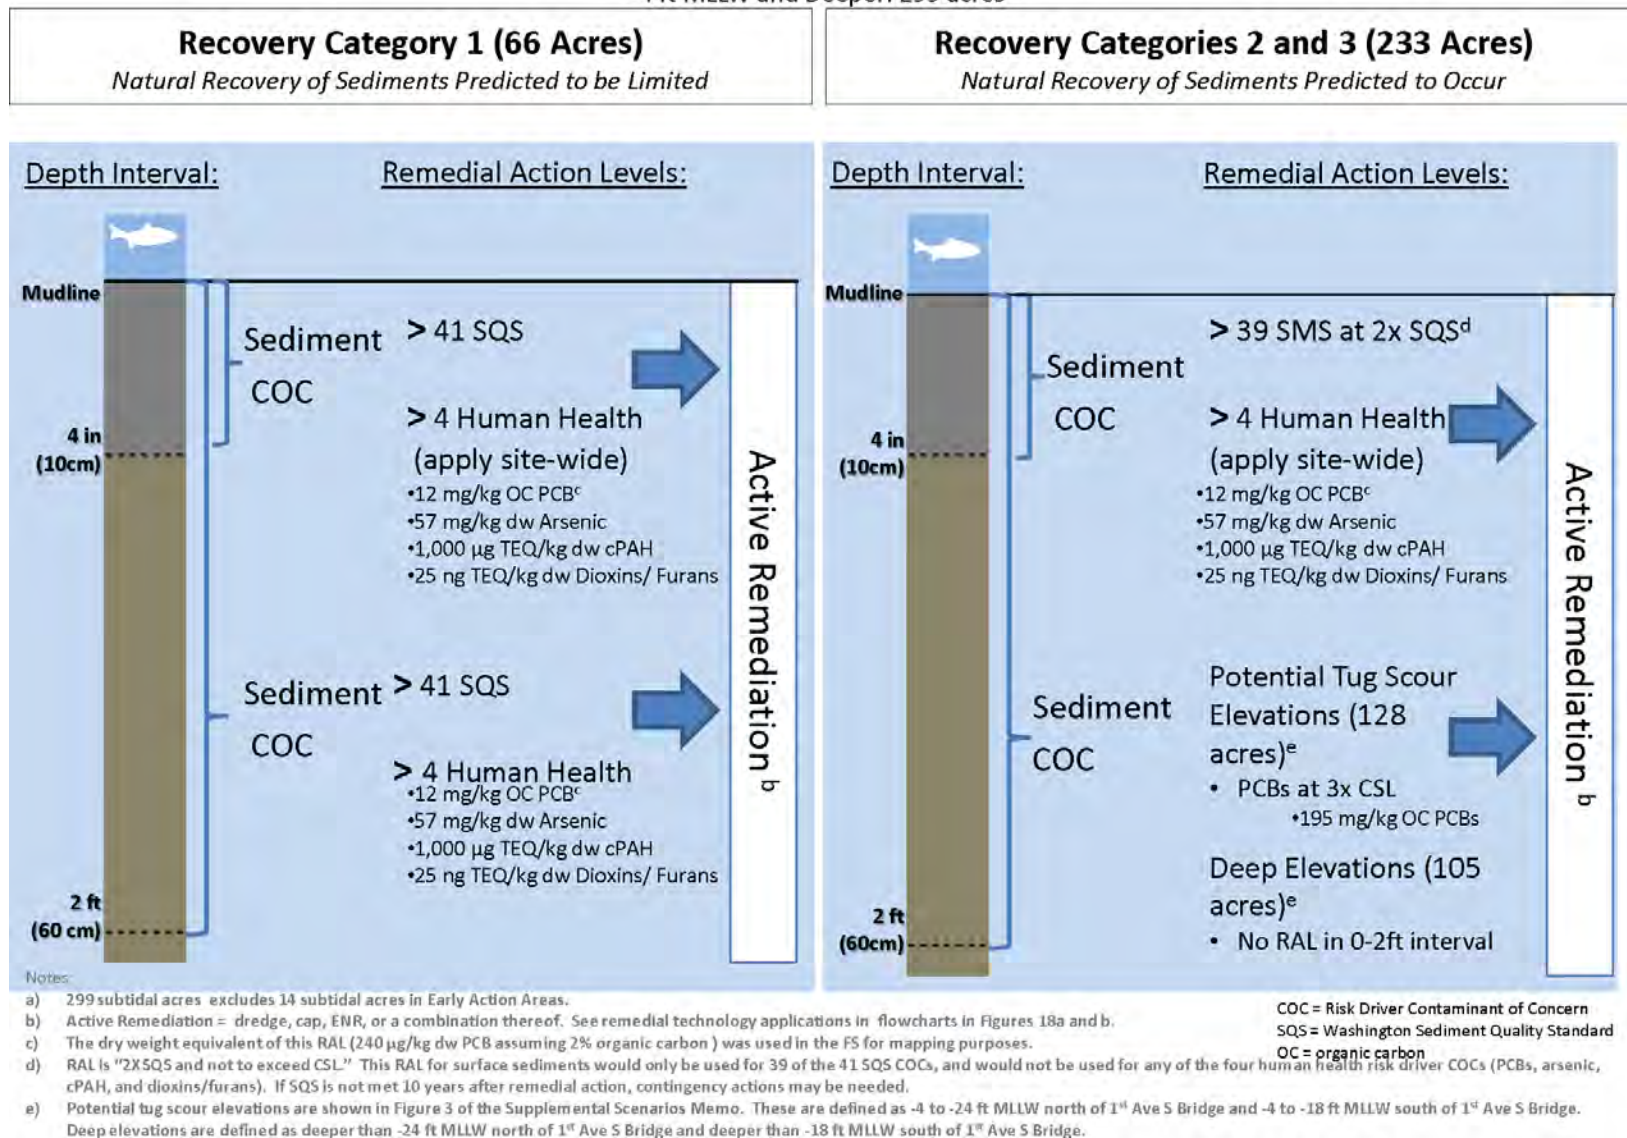 Recovery Category 1 (66 Acres)
Natural Recovery of Sediments Predicted to be Limited
Depth Interval:
Remedial Action Levels:
Mudline
4 in
(10cm)
2 ft
(60 cm)
Sediment
COC
> 41 SQS
> 4 Human Health
(apply site-wide)
•12 mg/kg OC PCBᶜ
•57 mg/kg dw Arsenic
•1,000 µg TEQ/kg dw cPAH
•25 ng TEQ/kg dw Dioxins/ Furans
Sediment
COC
> 41 SQS
> 4 Human Health
•12 mg/kg OC PCBᶜ
•57 mg/kg dw Arsenic
•1,000 µg TEQ/kg dw cPAH
•25 ng TEQ/kg dw Dioxins/ Furans
Active Remediation ᵇ
Recovery Categories 2 and 3 (233 Acres)
Natural Recovery of Sediments Predicted to Occur
Depth Interval:
Remedial Action Levels:
Mudline
4 in
(10cm)
2 ft
(60cm)
Sediment
COC
> 39 SMS at 2x SQSᵈ
> 4 Human Health
(apply site-wide)
•12 mg/kg OC PCBᶜ
•57 mg/kg dw Arsenic
•1,000 µg TEQ/kg dw cPAH
•25 ng TEQ/kg dw Dioxins/ Furans
Sediment
COC
Potential Tug Scour
Elevations (128
acres)ᵉ
• PCBs at 3x CSL
•195 mg/kg OC PCBs
Deep Elevations (105
acres)ᵉ
• No RAL in 0-2ft interval
Active Remediation ᵇ
Notes:
a) 299 subtidal acres excludes 14 subtidal acres in Early Action Areas.
b) Active Remediation = dredge, cap, ENR, or a combination thereof. See remedial technology applications in flowcharts in Figures 18a and b.
c) The dry weight equivalent of this RAL (240 µg/kg dw PCB assuming 2% organic carbon ) was used in the FS for mapping purposes.
d) RAL is "2XSQS and not to exceed CSL." This RAL for surface sediments would only be used for 39 of the 41 SQS COCs, and would not be used for any of the four human health risk driver COCs (PCBs, arsenic,
cPAH, and dioxins/furans). If SQS is not met 10 years after remedial action, contingency actions may be needed.
e) Potential tug scour elevations are shown in Figure 3 of the Supplemental Scenarios Memo. These are defined as -4 to -24 ft MLLW north of 1ˢᵗ Ave S Bridge and -4 to -18 ft MLLW south of 1ˢᵗ Ave S Bridge.
Deep elevations are defined as deeper than -24 ft MLLW north of 1ˢᵗ Ave S Bridge and deeper than -18 ft MLLW south of 1ˢᵗ Ave S Bridge.
COC = Risk Driver Contaminant of Concern
SQS = Washington Sediment Quality Standard
OC = organic carbon